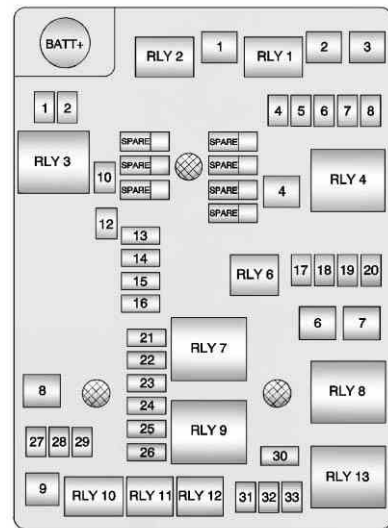 BATT+
RLY 2
1
RLY 1
2
3
1
2
4
5
6
7
8
RLY 3
SPARE
SPARE
SPARE
10
SPARE
SPARE
SPARE
SPARE
4
RLY 4
12
13
14
15
16
RLY 6
17
18
19
20
6
7
21
22
23
24
25
26
RLY 7
RLY 8
8
RLY 9
27
28
29
30
RLY 13
9
RLY 10
RLY 11
RLY 12
31
32
33